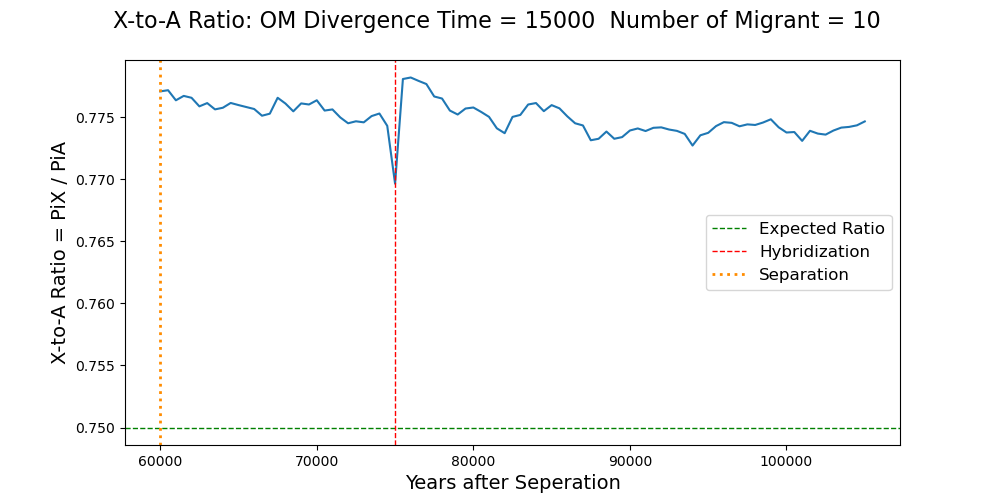 X-to-A Ratio: OM Divergence Time = 15000  Number of Migrant = 10
X-to-A Ratio = PiX / PiA
0.775
0.770
0.765
0.760
0.755
0.750
Expected Ratio
Hybridization
Separation
60000
70000
80000
90000
100000
Years after Seperation